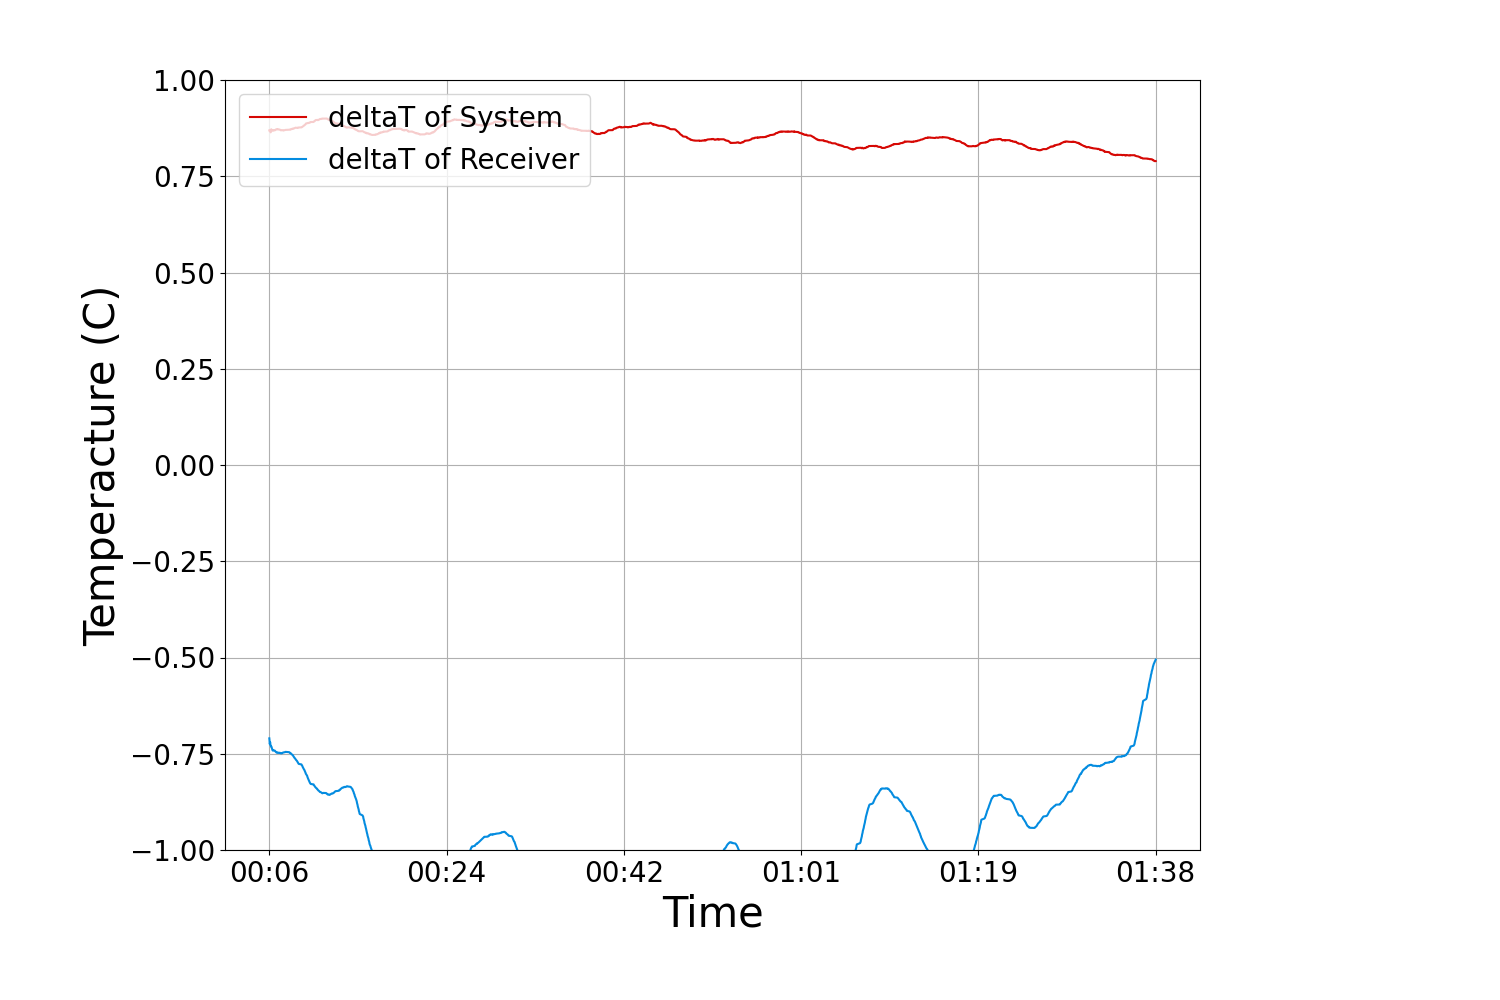 1.00
0.75
0.50
0.25
0.00
−0.25
−0.50
−0.75
−1.00
Temperacture (C)
deltaT of System
deltaT of Receiver
00:06 00:24 00:42 01:01 01:19 01:38
Time